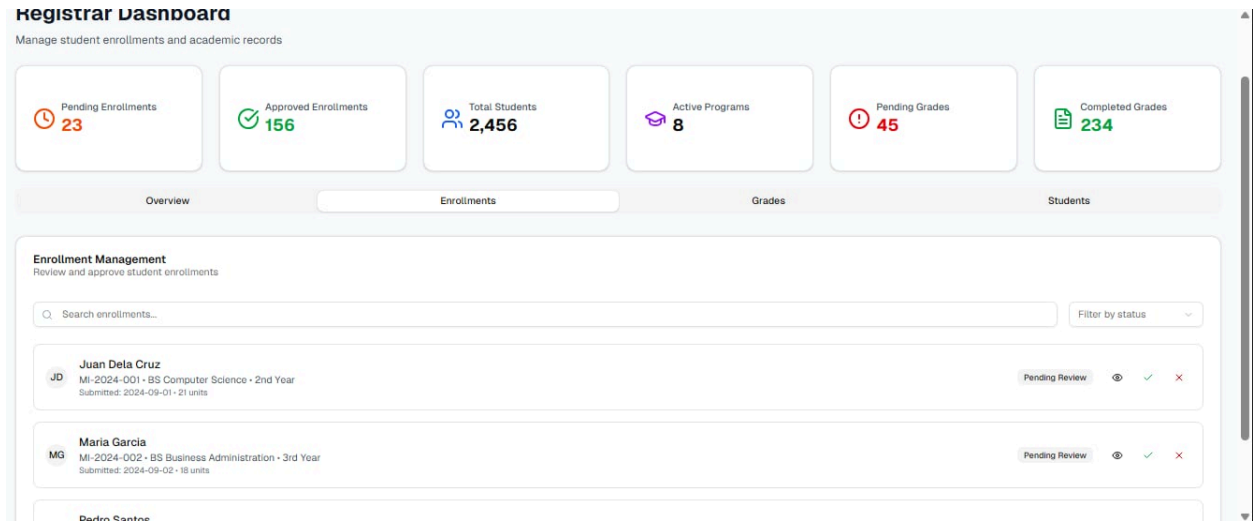 Registrar Dashboard
Manage student enrollments and academic records
Pending Enrollments
23
Approved Enrollments
156
Total Students
2,456
Active Programs
8
Pending Grades
45
Completed Grades
234
Overview
Enrollments
Grades
Students
Enrollment Management
Review and approve student enrollments
Search enrollments...
Filter by status
JD
Juan Dela Cruz
MI-2024-001 • BS Computer Science • 2nd Year
Submitted: 2024-09-01 • 21 units
Pending Review
MG
Maria Garcia
MI-2024-002 • BS Business Administration • 3rd Year
Submitted: 2024-09-02 • 18 units
Pending Review
Pedro Santos